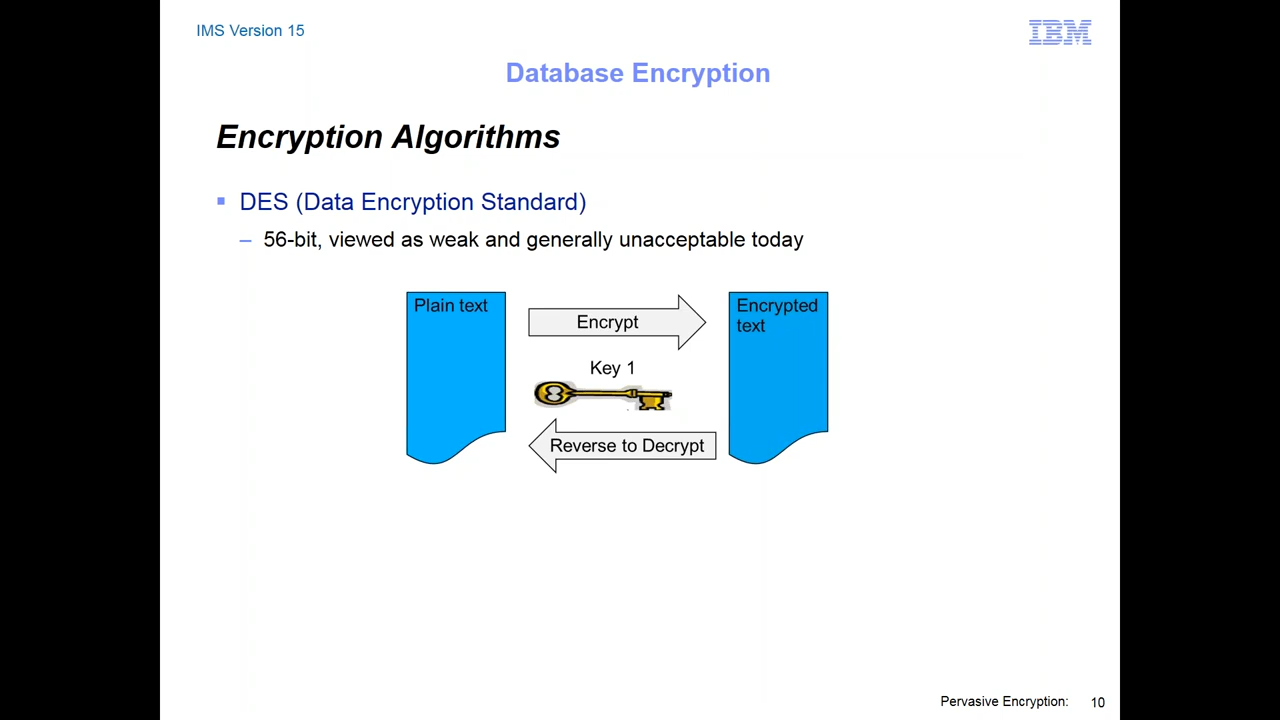 IMS Version 15
IBM
Database Encryption
Encryption Algorithms
DES (Data Encryption Standard)
– 56-bit, viewed as weak and generally unacceptable today
Plain text
Encrypt
Encrypted
text
Key 1
Reverse to Decrypt
Pervasive Encryption: 10